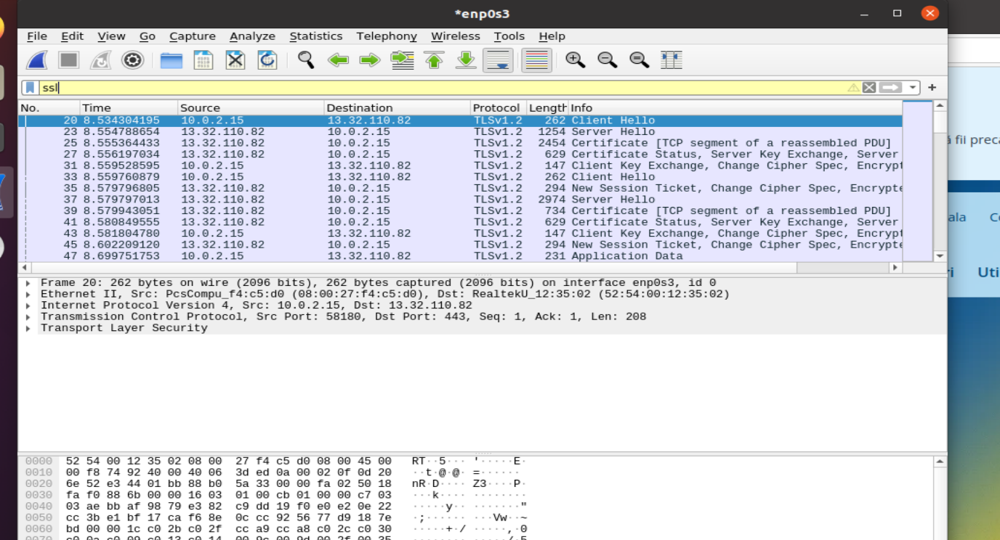 *enp0s3
File Edit View Go Capture Analyze Statistics Telephony Wireless Tools Help
ssl
No. Time Source Destination Protocol Length Info
20 8.534304195 10.0.2.15 13.32.110.82 TLSv1.2 262 Client Hello
23 8.554788654 13.32.110.82 10.0.2.15 TLSv1.2 1254 Server Hello
25 8.555364433 13.32.110.82 10.0.2.15 TLSv1.2 2454 Certificate [TCP segment of a reassembled PDU]
27 8.556197034 13.32.110.82 10.0.2.15 TLSv1.2 629 Certificate Status, Server Key Exchange, Server
31 8.559528595 10.0.2.15 13.32.110.82 TLSv1.2 147 Client Key Exchange, Change Cipher Spec, Encrypt
33 8.559760879 10.0.2.15 13.32.110.82 TLSv1.2 262 Client Hello
35 8.579796805 13.32.110.82 10.0.2.15 TLSv1.2 294 New Session Ticket, Change Cipher Spec, Encrypte
37 8.579797013 13.32.110.82 10.0.2.15 TLSv1.2 2974 Server Hello
39 8.579943051 13.32.110.82 10.0.2.15 TLSv1.2 734 Certificate [TCP segment of a reassembled PDU]
41 8.580849555 13.32.110.82 10.0.2.15 TLSv1.2 629 Certificate Status, Server Key Exchange, Server
43 8.581804780 10.0.2.15 13.32.110.82 TLSv1.2 147 Client Key Exchange, Change Cipher Spec, Encrypt
45 8.602209120 13.32.110.82 10.0.2.15 TLSv1.2 294 New Session Ticket, Change Cipher Spec, Encrypte
47 8.699751753 10.0.2.15 13.32.110.82 TLSv1.2 231 Application Data
Frame 20: 262 bytes on wire (2096 bits), 262 bytes captured (2096 bits) on interface enp0s3, id 0
Ethernet II, Src: PcsCompu_f4:c5:d0 (08:00:27:f4:c5:d0), Dst: RealtekU_12:35:02 (52:54:00:12:35:02)
Internet Protocol Version 4, Src: 10.0.2.15, Dst: 13.32.110.82
Transmission Control Protocol, Src Port: 58180, Dst Port: 443, Seq: 1, Ack: 1, Len: 208
Transport Layer Security
0000 52 54 00 12 35 02 08 00 27 f4 c5 d0 08 00 45 00 RT··5··· '·····E·
0010 00 f8 74 92 40 00 40 06 3d ed 0a 00 02 0f 0d 20 ··t·@·@· =······
0020 6e 52 e3 44 01 bb 88 b0 5a 33 00 00 fa 02 50 18 nR·D···· Z3····P·
0030 fa f0 88 6b 00 00 16 03 01 00 cb 01 00 00 c7 03 ···k···· ········
0040 03 ae bb af 98 79 e3 82 c9 dd 19 f0 e0 e2 0e 22 ·····y·· ·······"
0050 cc 3b e1 bf 17 ca f6 8e 0c cc 92 56 77 d9 18 7e ·;······ ···Vw··~
0060 bd 00 00 1c c0 2b c0 2f cc a9 cc a8 c0 2c c0 30 ·····+·/ ·····,·0
0070 c0 0a c0 09 c0 13 c0 14 00 9c 00 9d 00 2f 00 35 ········ ·····/·5
ă fii preca
ala
ri Uti